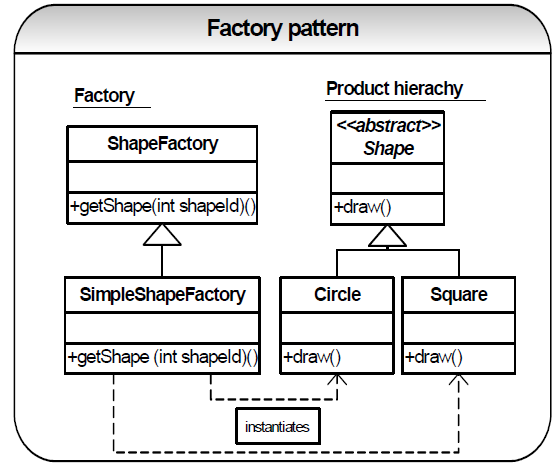 Factory pattern
Factory
Product hierachy
ShapeFactory
+getShape(int shapeId)()
<<abstract>>
Shape
+draw()
SimpleShapeFactory
+getShape (int shapeId)()
Circle
+draw()
Square
+draw()
instantiates